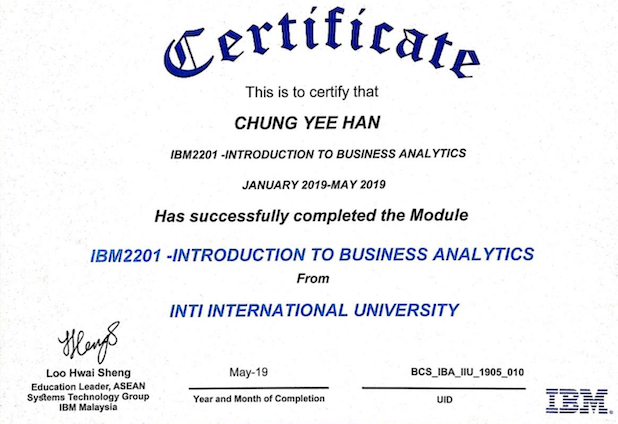 Certificate
This is to certify that
CHUNG YEE HAN
IBM2201 -INTRODUCTION TO BUSINESS ANALYTICS
JANUARY 2019-MAY 2019
Has successfully completed the Module
IBM2201 -INTRODUCTION TO BUSINESS ANALYTICS
From
INTI INTERNATIONAL UNIVERSITY
Loo Hwai Sheng
Education Leader, ASEAN
Systems Technology Group
IBM Malaysia
May-19
Year and Month of Completion
BCS_IBA_IIU_1905_010
UID
IBM.